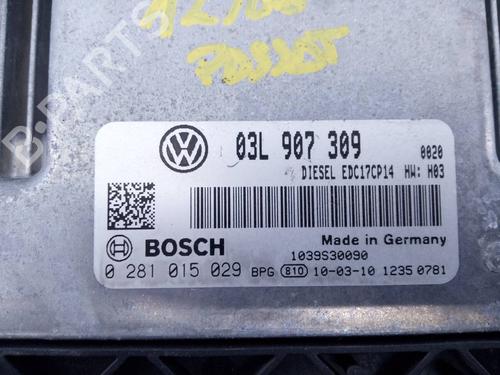 PASSAT
B-PARTS
03L 907 309 0020
DIESEL EDC17CP14 HW: H03
BOSCH
Made in Germany
1039S30090
0 281 015 029 BPG 810 10-03-10 1235 0781